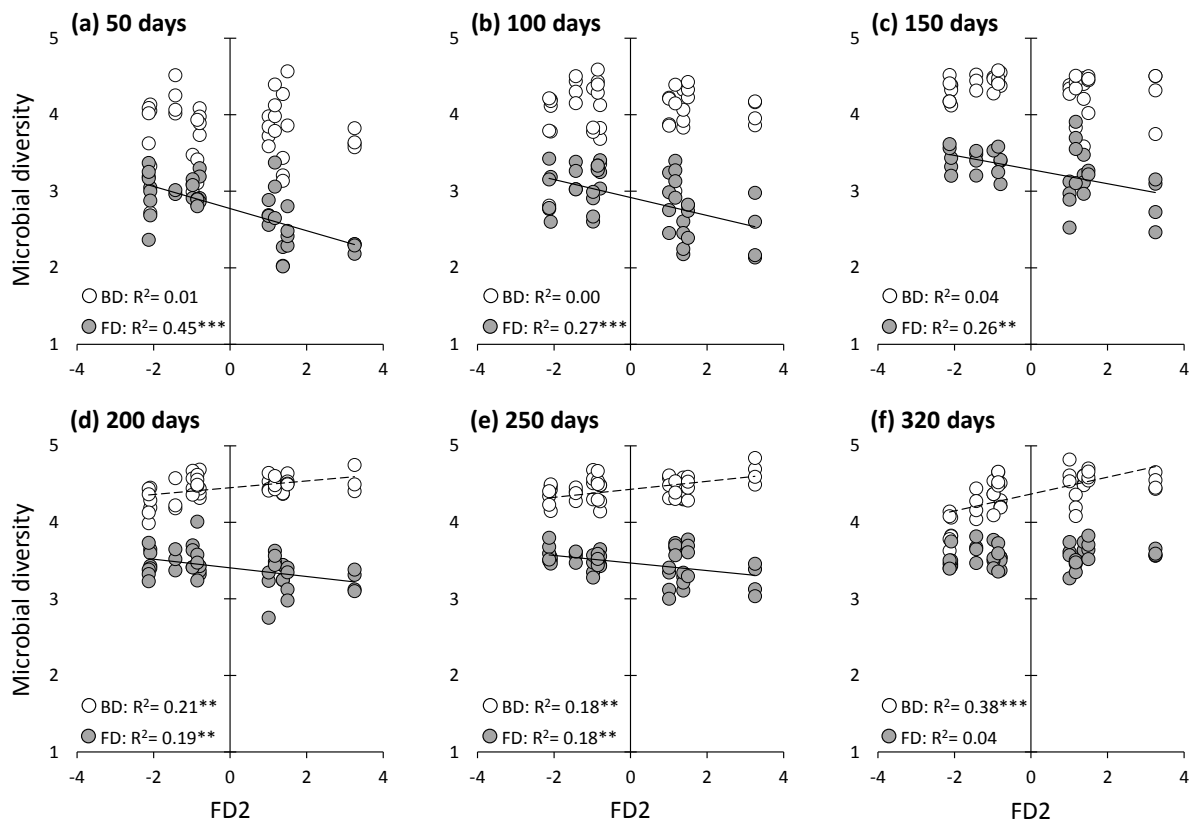 (a) 50 days
(b) 100 days
(c) 150 days
Microbial diversity
5
4
3
2
1
-4
-2
0
2
4
BD: R²= 0.01
FD: R²= 0.45***
5
4
3
2
1
-4
-2
0
2
4
BD: R²= 0.00
FD: R²= 0.27***
5
4
3
2
1
-4
-2
0
2
4
BD: R²= 0.04
FD: R²= 0.26**
(d) 200 days
(e) 250 days
(f) 320 days
Microbial diversity
5
4
3
2
1
-4
-2
0
2
4
BD: R²= 0.21**
FD: R²= 0.19**
FD2
5
4
3
2
1
-4
-2
0
2
4
BD: R²= 0.18**
FD: R²= 0.18**
FD2
5
4
3
2
1
-4
-2
0
2
4
BD: R²= 0.38***
FD: R²= 0.04
FD2